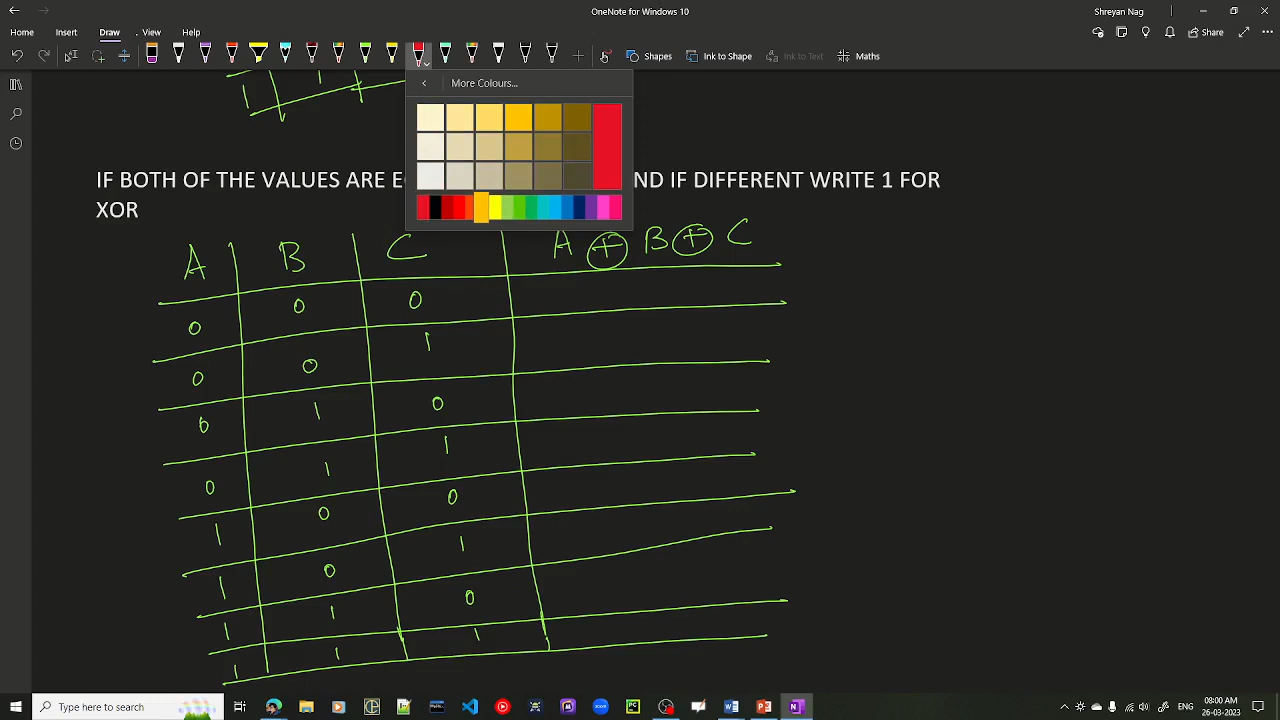 OneNote for Windows 10
Shreyan Nag
Home Insert Draw View
Share
Shapes Ink to Shape Ink to Text Maths
More Colours...
IF BOTH OF THE VALUES ARE ND IF DIFFERENT WRITE 1 FOR
XOR
A B C A ⊕ B ⊕ C
0 0 0
0 0 1
0 1 0
0 1 1
1 0 0
1 0 1
1 1 0
1 1 1
Type here to search
08:00 AM
26-03-2023